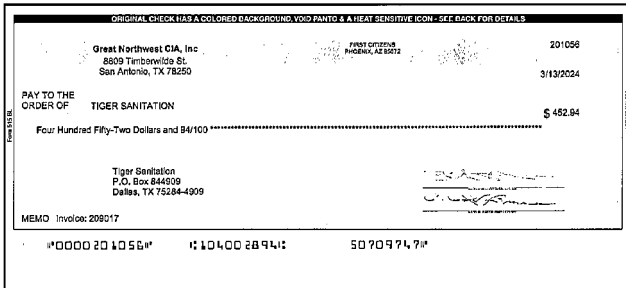 ORIGINAL CHECK HAS A COLORED BACKGROUND, VOID PANTO & A HEAT SENSITIVE ICON - SEE BACK FOR DETAILS
Great Northwest CIA, Inc
8809 Timberwilde St.
San Antonio, TX 78250
FIRST CITIZENS
PHOENIX, AZ 85072
201056
3/13/2024
PAY TO THE
ORDER OF TIGER SANITATION
$ 452.94
Four Hundred Fifty-Two Dollars and 94/100
Tiger Sanitation
P.O. Box 844909
Dallas, TX 75284-4909
MEMO Invoice: 209017
⑈0000201056⑈ ⑆104002894⑆ 50709747⑈